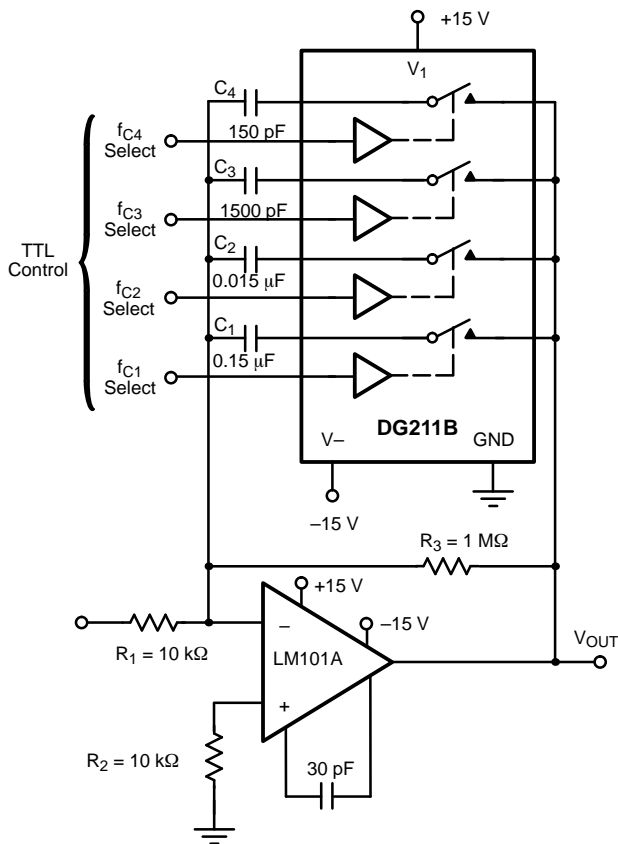 +15 V
V1
C4
fC4
Select
150 pF
C3
fC3
Select
1500 pF
TTL
Control
C2
0.015 μF
fC2
Select
C1
0.15 μF
fC1
Select
DG211B
V–
GND
–15 V
R3 = 1 MΩ
+15 V
–15 V
–
LM101A
+
R1 = 10 kΩ
VOUT
R2 = 10 kΩ
30 pF